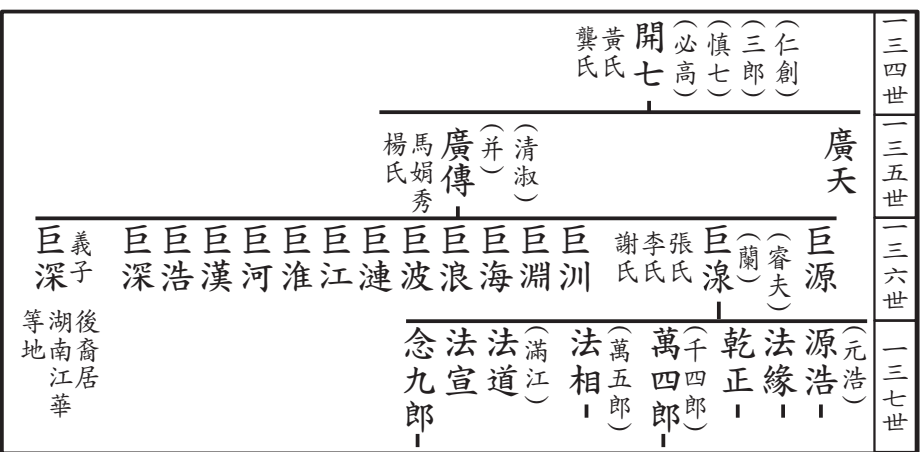 一三四世
（仁創）
（三郎）
（慎七）
（必高）
開七
黃氏
龔氏
一三五世
廣天
（清淑）
（并）
廣傳
馬娟秀
楊氏
一三六世
巨源
（睿夫）
（蘭）
巨湶
張氏
李氏
謝氏
巨汌
巨淵
巨海
巨浪
巨波
巨連
巨江
巨淮
巨河
巨漢
巨浩
巨深
義子
巨深
一三七世
（元浩）
源浩
法緣
乾正
（千四郎）
萬四郎
（萬五郎）
法相
（滿江）
法道
法宣
念九郎
後裔居
湖南江華
等地